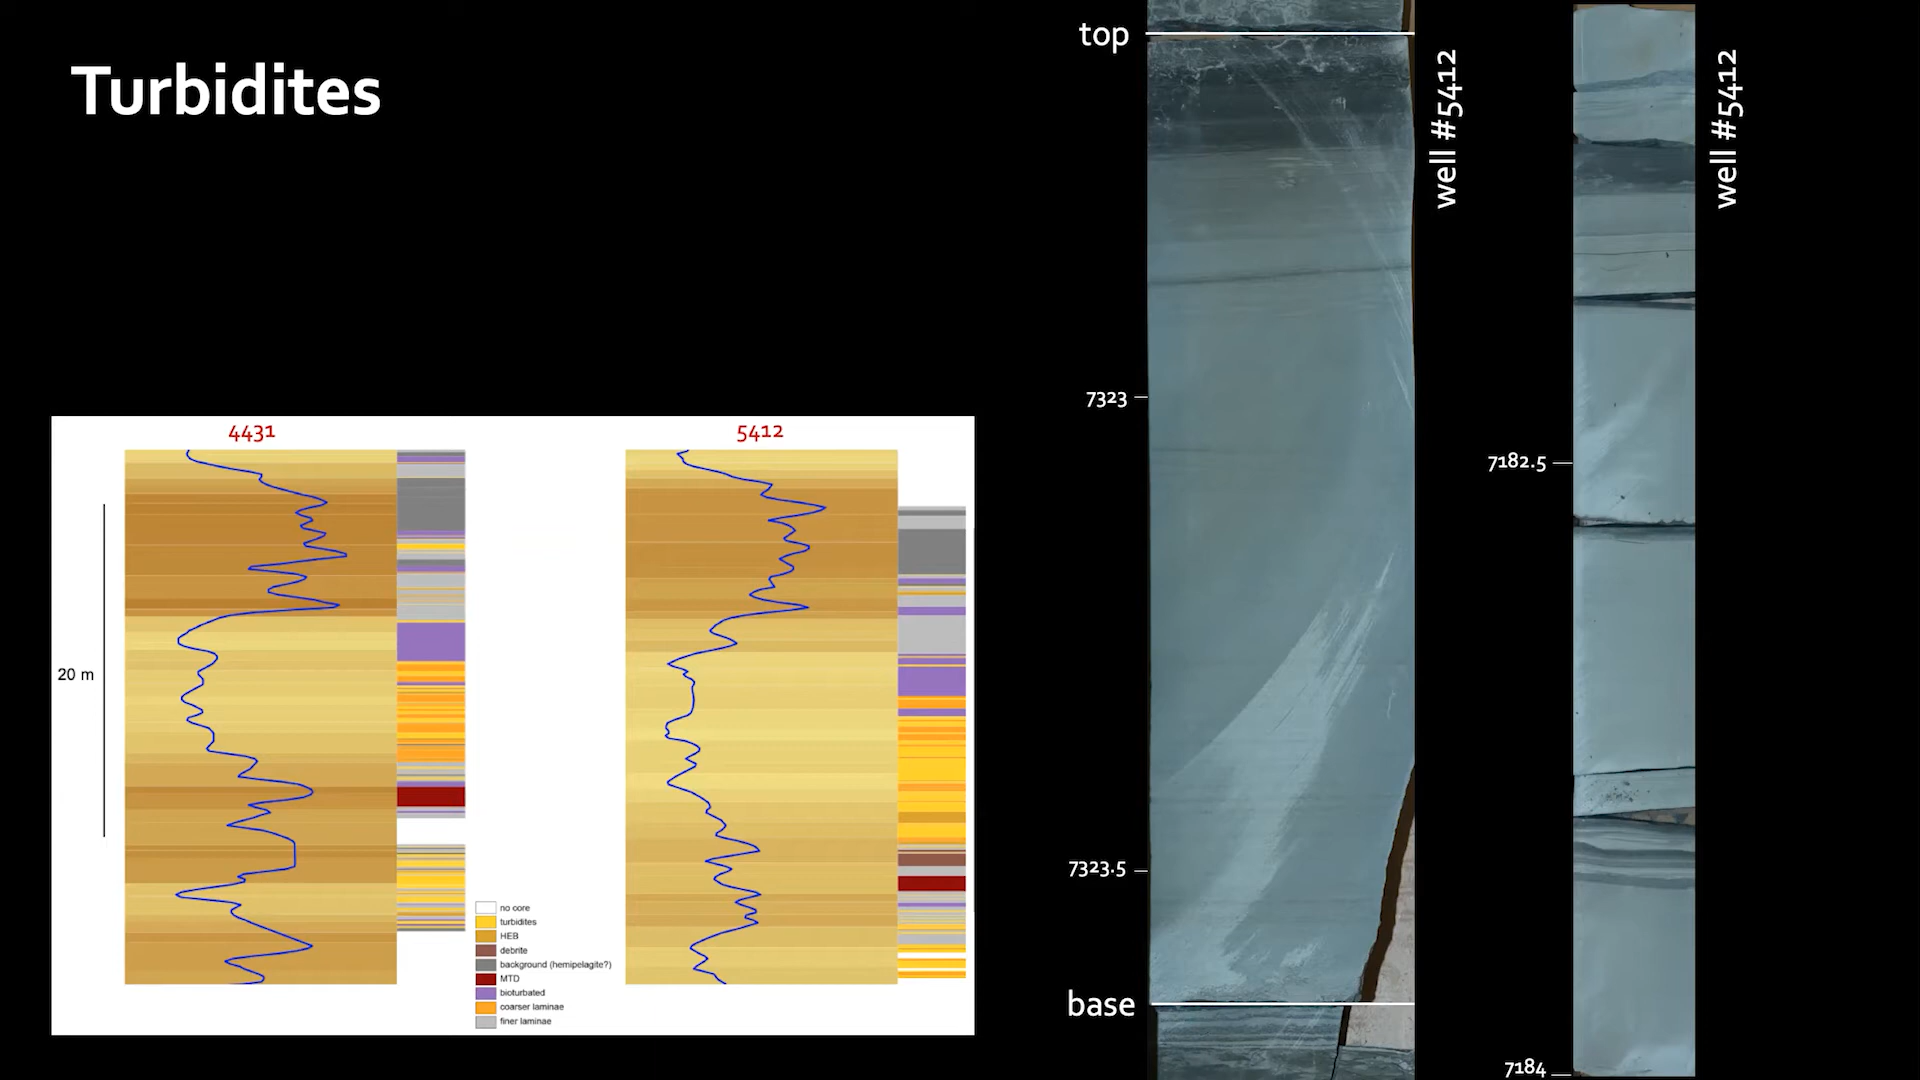 Turbidites
4431
5412
20 m
no core
turbidites
HEB
debrite
background (hemipelagite?)
MTD
bioturbated
coarser laminae
finer laminae
top
7323
7323.5
base
well #5412
7182.5
7184
well #5412